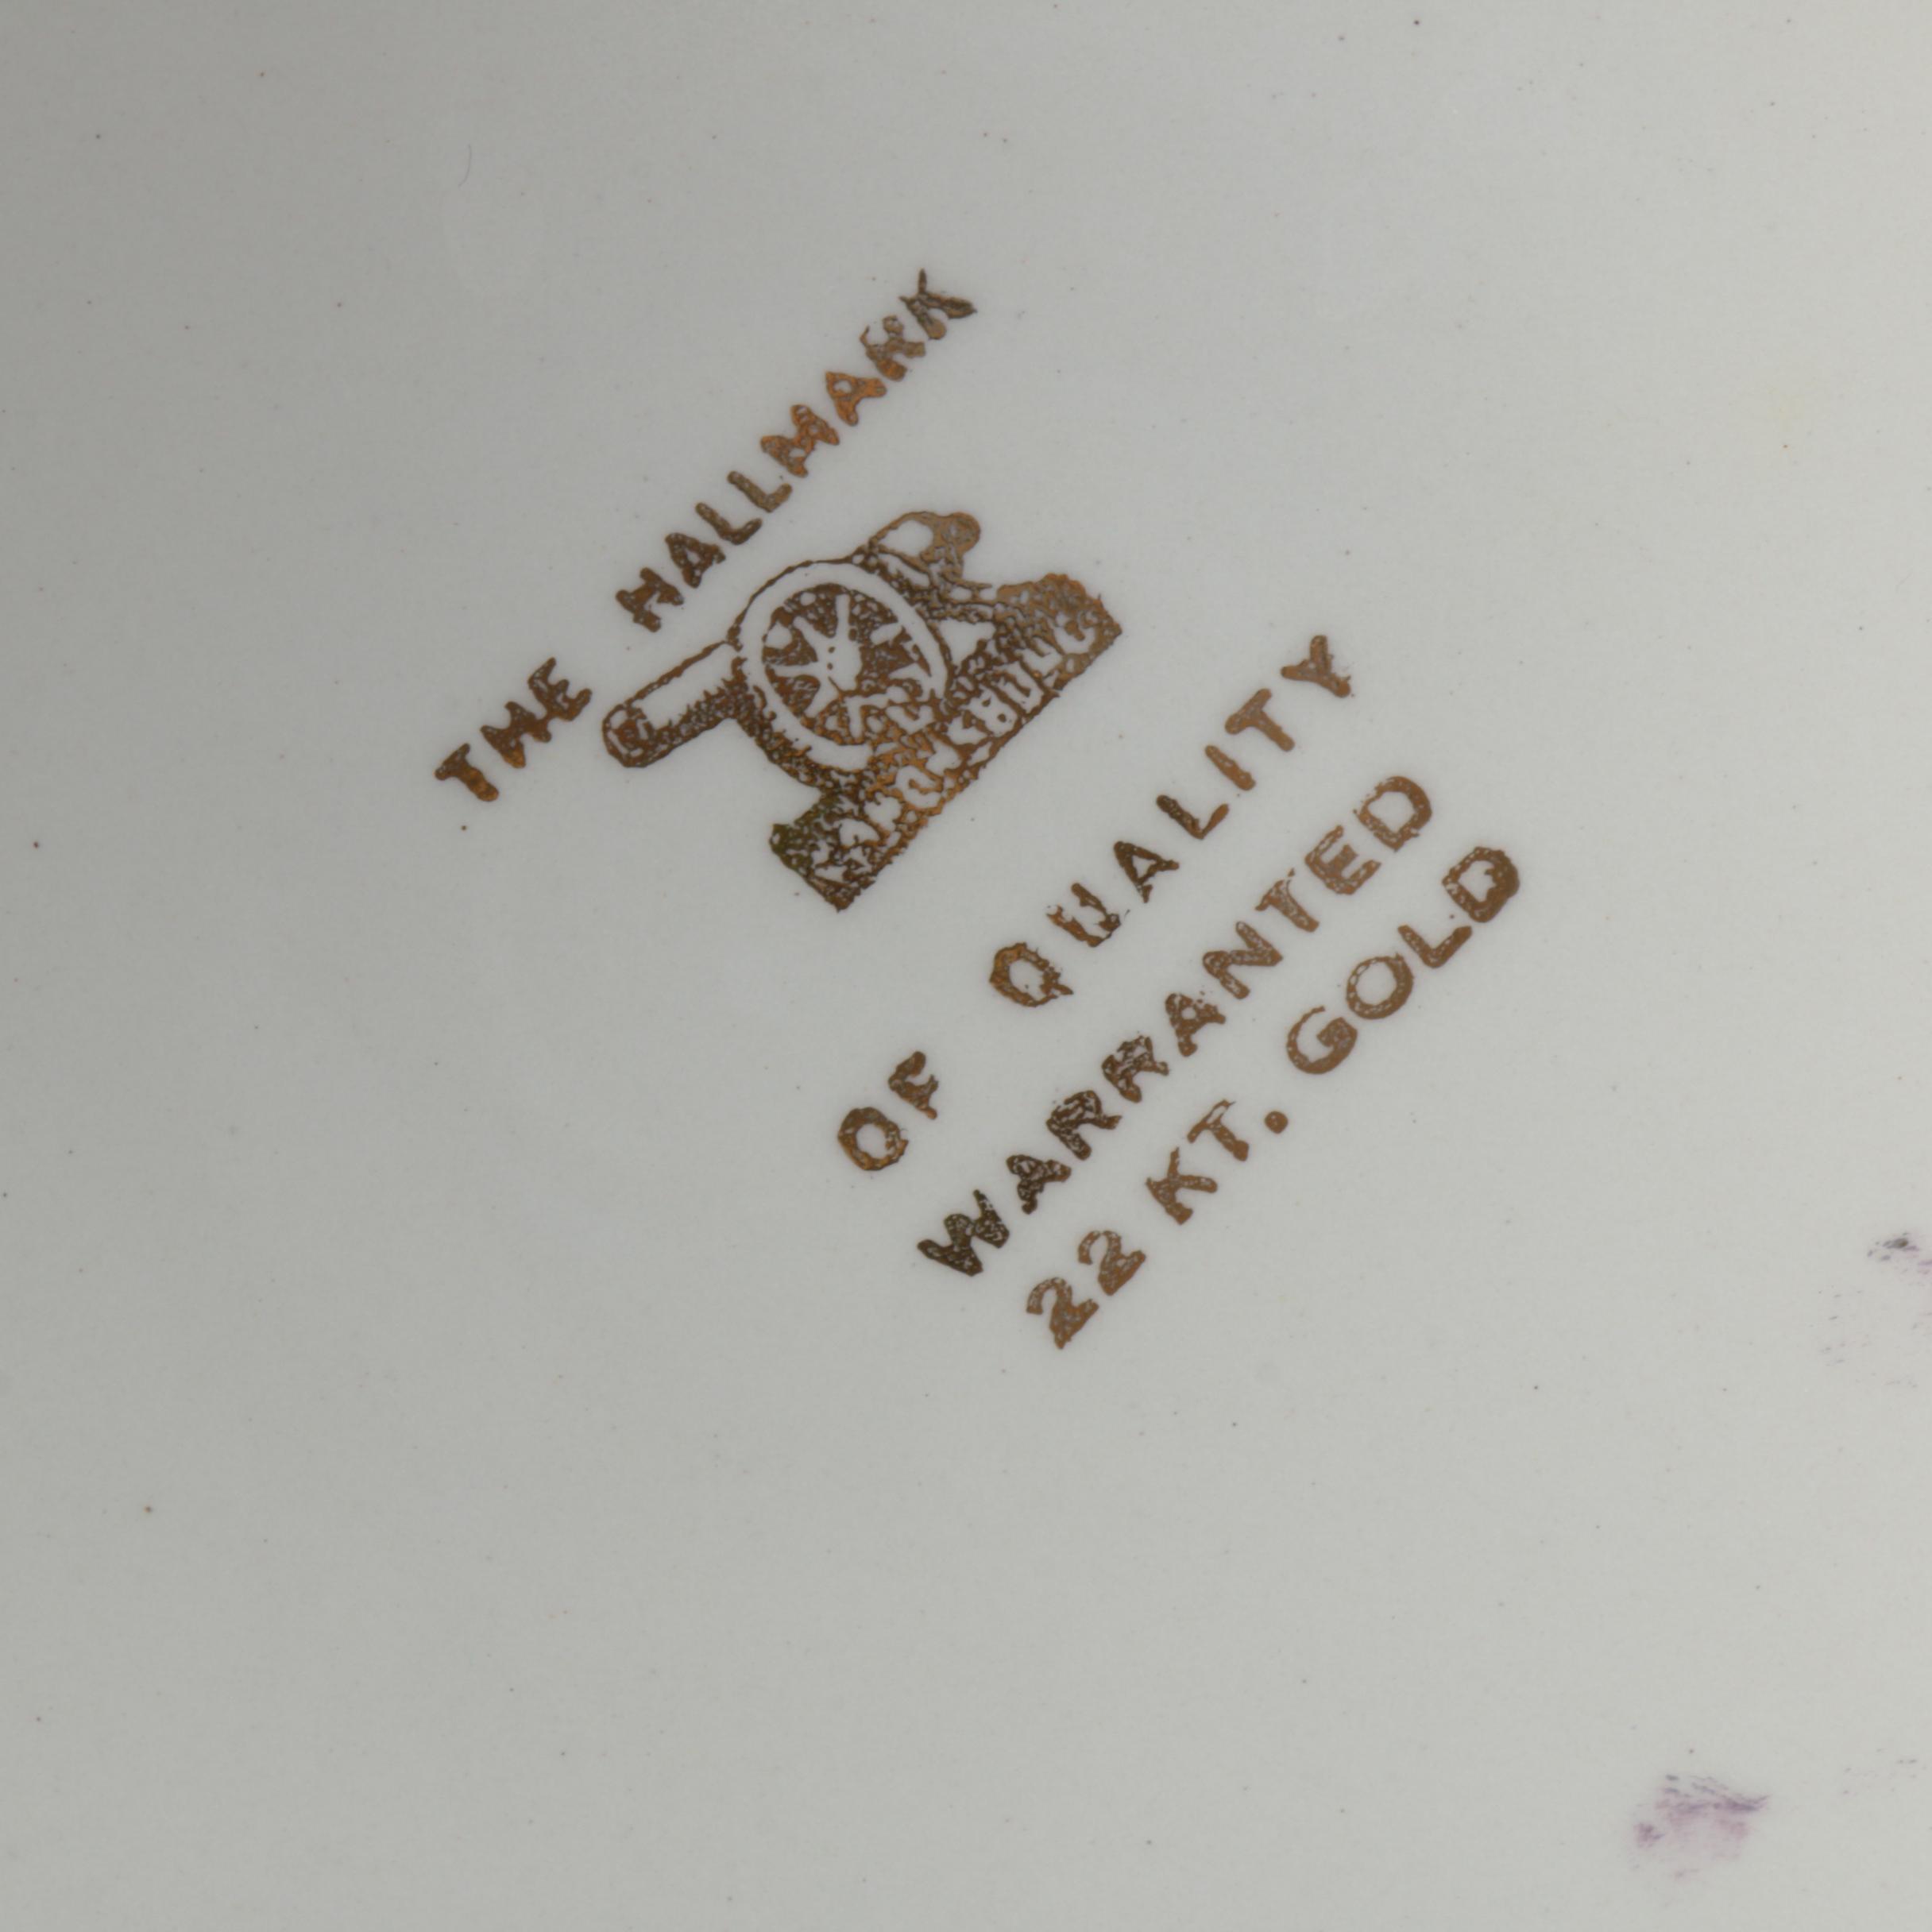 THE HALLMARK
OF QUALITY
WARRANTED
22 KT. GOLD